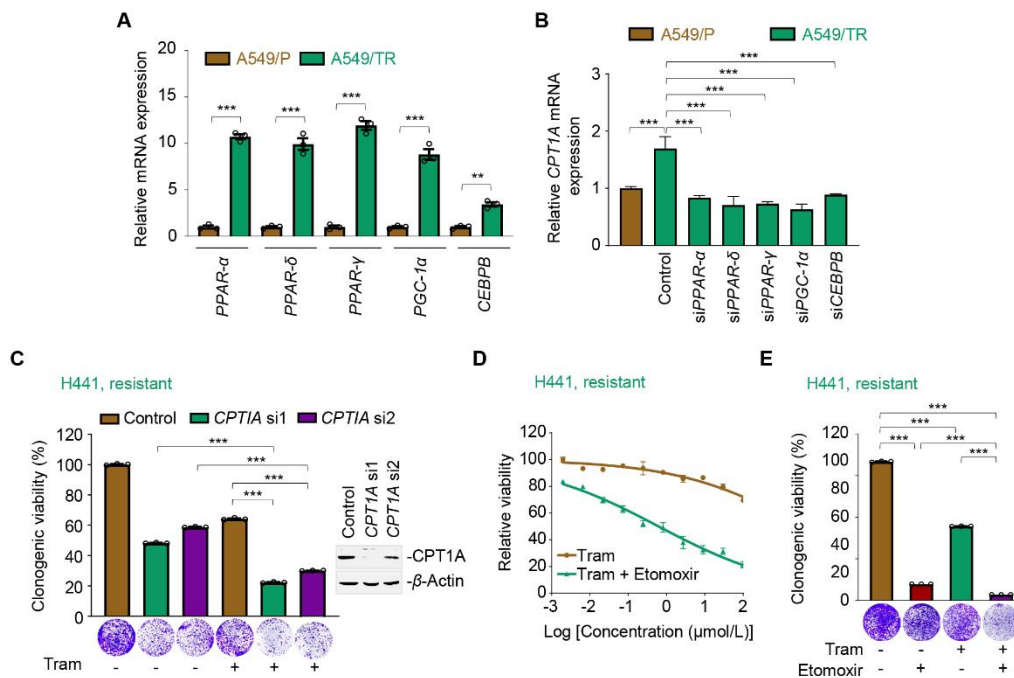 A
A549/P A549/TR
Relative mRNA expression
20
15
10
5
0
*** *** *** *** **
PPAR-α PPAR-δ PPAR-γ PGC-1α CEBPB
B
A549/P A549/TR
Relative CPT1A mRNA
expression
3
2
1
0
***
***
***
***
*** ***
Control siPPAR-α siPPAR-δ siPPAR-γ siPGC-1α siCEBPB
C
H441, resistant
Control CPTIA si1 CPTIA si2
Clonogenic viability (%)
120
100
80
60
40
20
0
***
***
***
Tram - - - + + +
Control CPT1A si1 CPT1A si2
-CPT1A
-β-Actin
D
H441, resistant
Relative viability
120
100
80
60
40
20
0
Tram
Tram + Etomoxir
-3 -2 -1 0 1 2
Log [Concentration (µmol/L)]
E
H441, resistant
Clonogenic viability (%)
120
100
80
60
40
20
0
***
*** ***
*** ***
***
Tram - - + +
Etomoxir - + - +